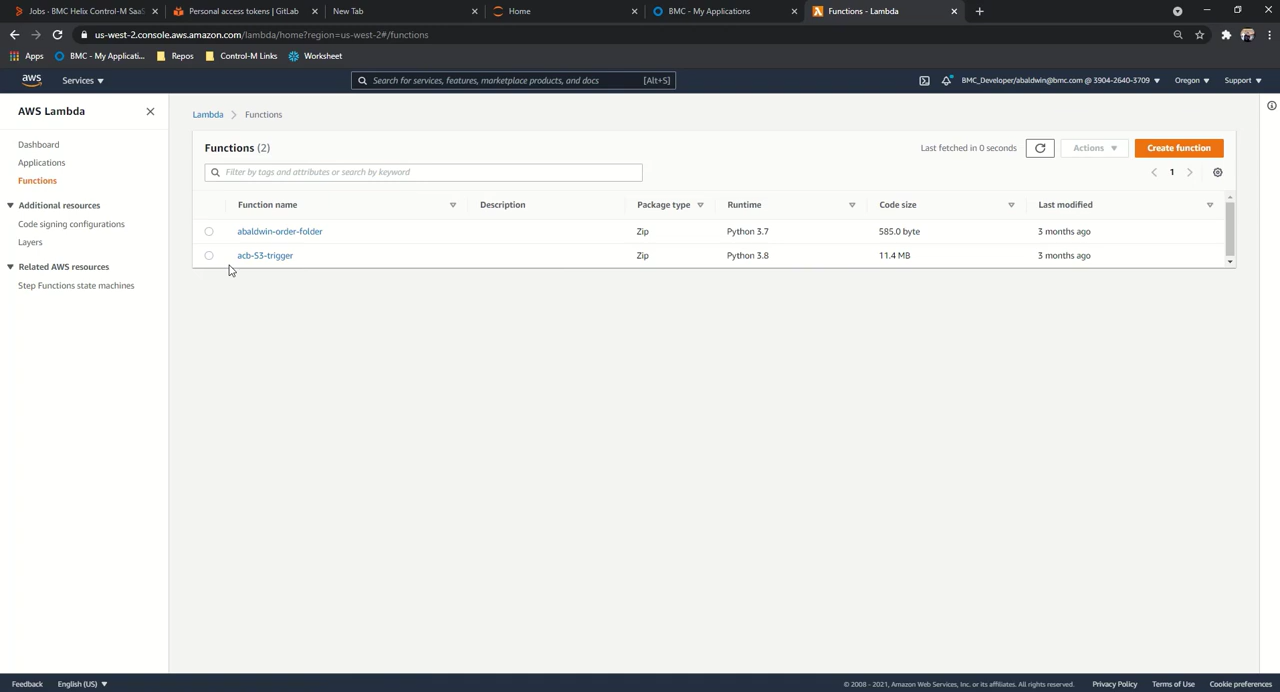 Jobs · BMC Helix Control-M SaaS
Personal access tokens | GitLab
New Tab
Home
BMC - My Applications
Functions - Lambda
us-west-2.console.aws.amazon.com/lambda/home?region=us-west-2#/functions
Apps
BMC - My Applicati...
Repos
Control-M Links
Worksheet
aws
Services
Search for services, features, marketplace products, and docs
[Alt+S]
BMC_Developer/abaldwin@bmc.com @ 3904-2640-3709
Oregon
Support
AWS Lambda
Dashboard
Applications
Functions
Additional resources
Code signing configurations
Layers
Related AWS resources
Step Functions state machines
Lambda
Functions
Functions (2)
Last fetched in 0 seconds
Actions
Create function
Filter by tags and attributes or search by keyword
1
Function name
Description
Package type
Runtime
Code size
Last modified
abaldwin-order-folder
Zip
Python 3.7
585.0 byte
3 months ago
acb-S3-trigger
Zip
Python 3.8
11.4 MB
3 months ago
Feedback
English (US)
© 2008 - 2021, Amazon Web Services, Inc. or its affiliates. All rights reserved.
Privacy Policy
Terms of Use
Cookie preferences